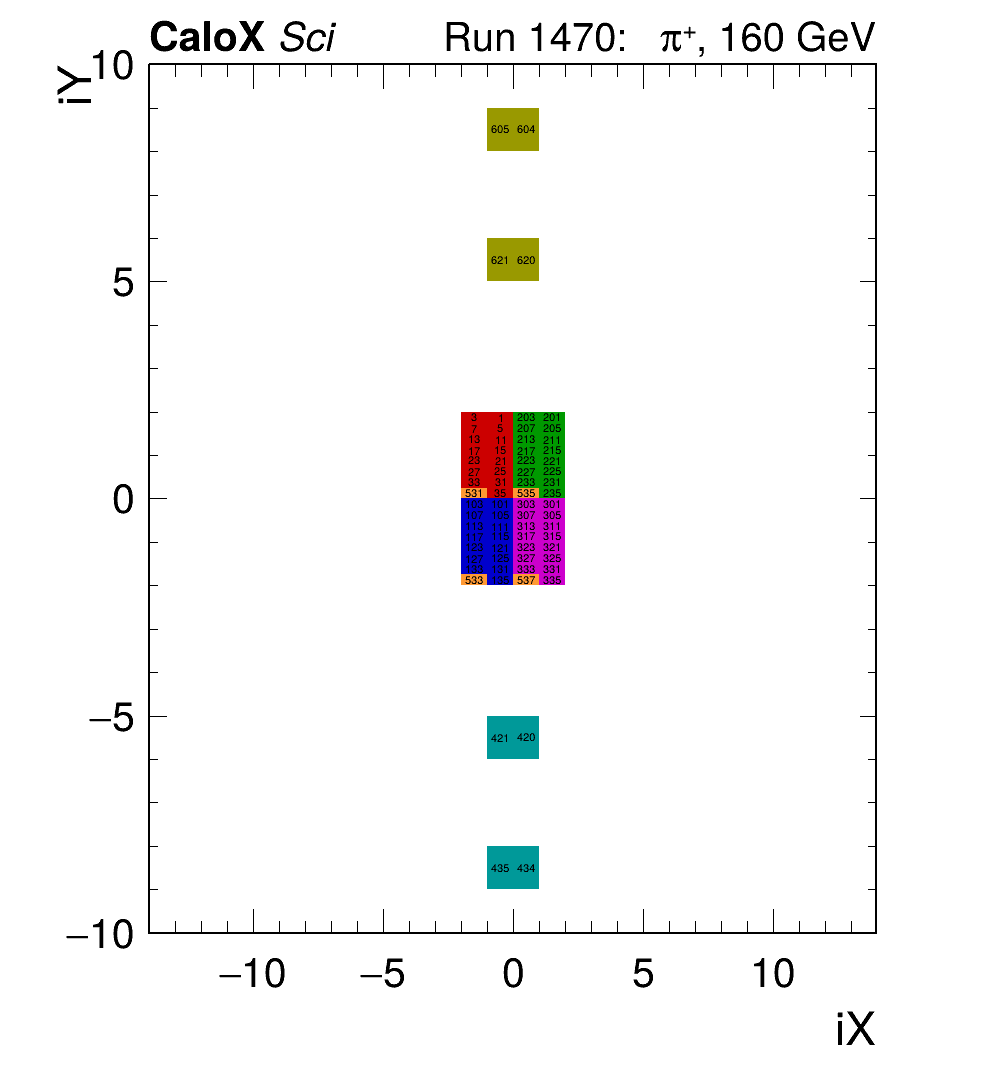 CaloX Sci Run 1470: π⁺, 160 GeV
iY
10
605 604
621 620
5
3 1 203 201
7 5 207 205
13 11 213 211
17 15 217 215
23 21 223 221
27 25 227 225
33 31 233 231
531 35 535 235
0
103 101 303 301
107 105 307 305
113 111 313 311
117 115 317 315
123 121 323 321
127 125 327 325
133 131 333 331
533 135 537 335
−5
421 420
435 434
−10
−10 −5 0 5 10
iX